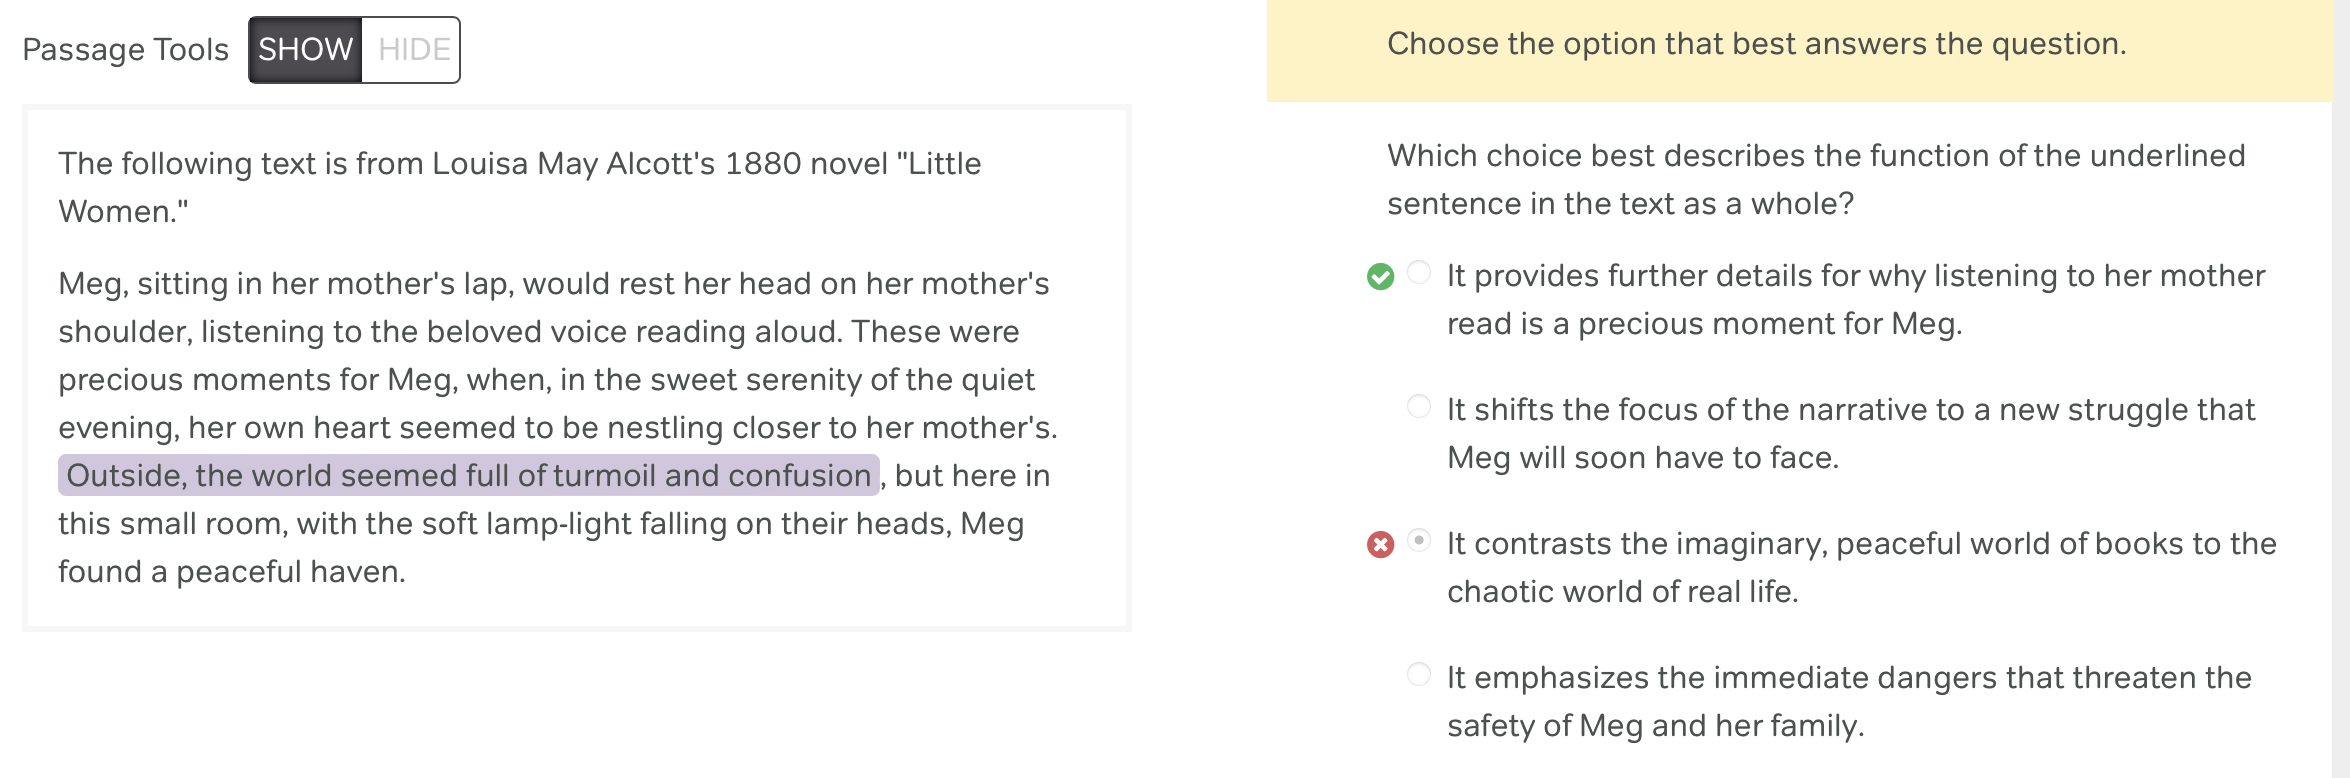 Passage Tools SHOW HIDE
The following text is from Louisa May Alcott's 1880 novel "Little
Women."
Meg, sitting in her mother's lap, would rest her head on her mother's
shoulder, listening to the beloved voice reading aloud. These were
precious moments for Meg, when, in the sweet serenity of the quiet
evening, her own heart seemed to be nestling closer to her mother's.
Outside, the world seemed full of turmoil and confusion, but here in
this small room, with the soft lamp-light falling on their heads, Meg
found a peaceful haven.
Choose the option that best answers the question.
Which choice best describes the function of the underlined
sentence in the text as a whole?
It provides further details for why listening to her mother
read is a precious moment for Meg.
It shifts the focus of the narrative to a new struggle that
Meg will soon have to face.
It contrasts the imaginary, peaceful world of books to the
chaotic world of real life.
It emphasizes the immediate dangers that threaten the
safety of Meg and her family.